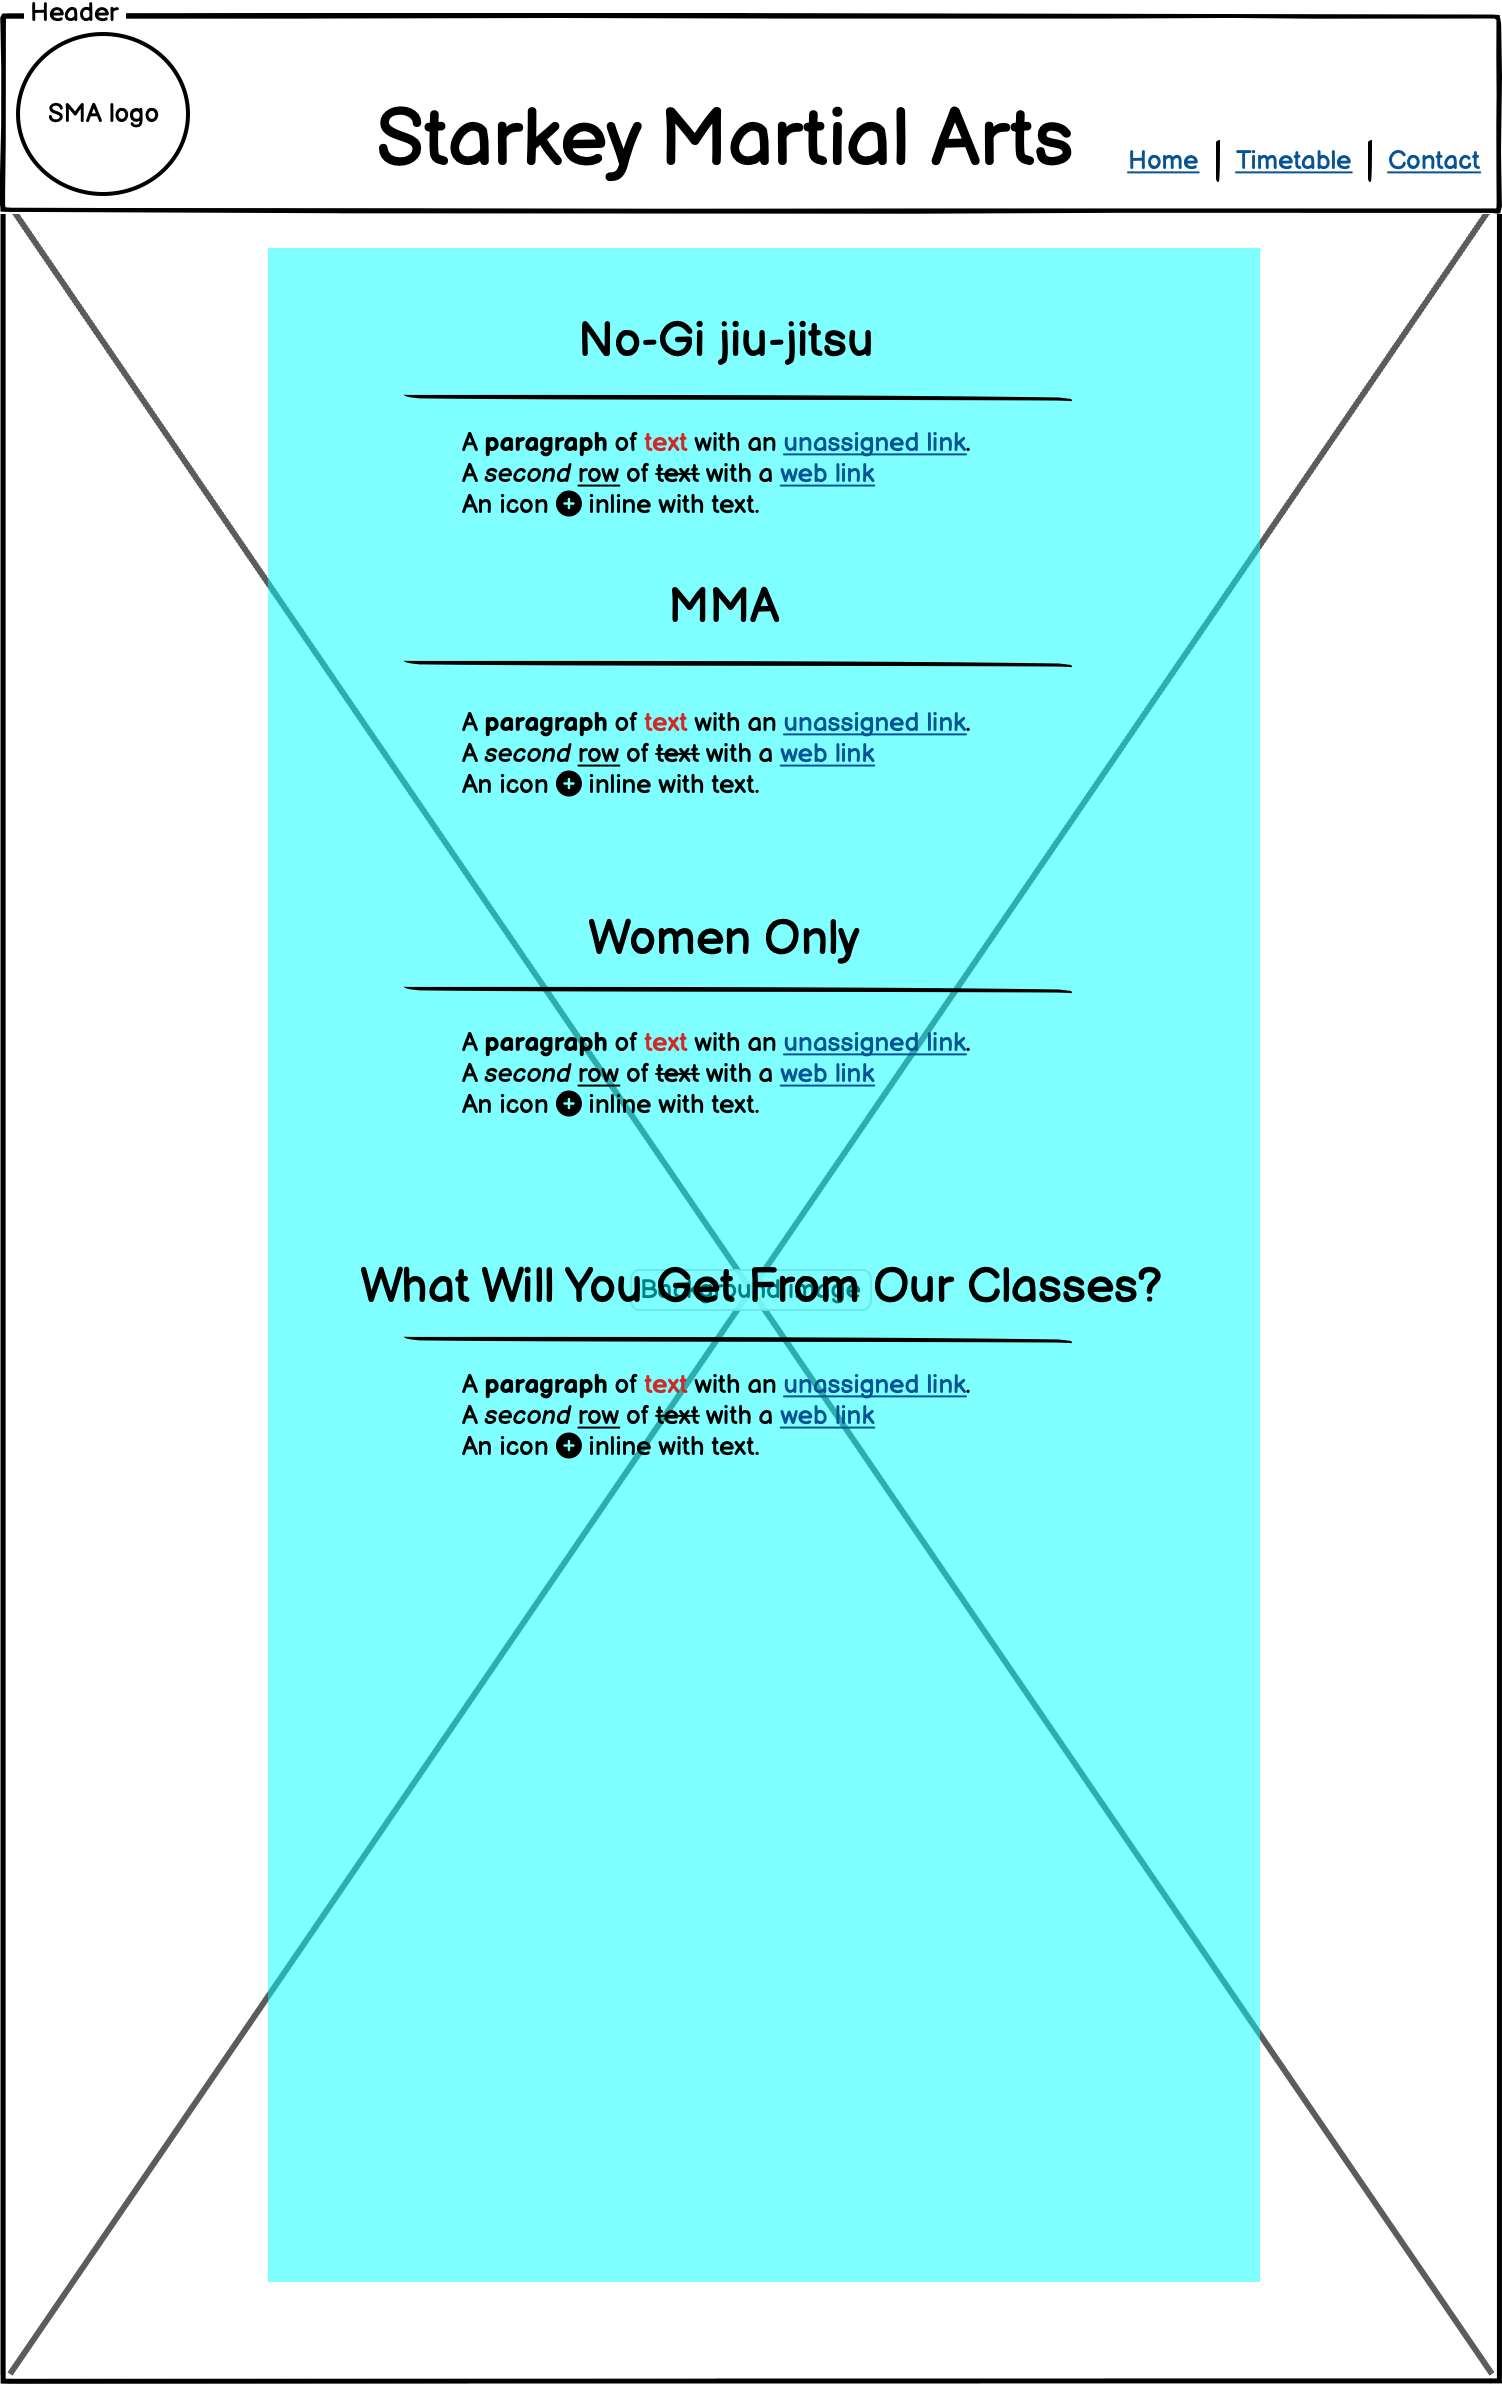 Header
SMA logo
Starkey Martial Arts
Home
Timetable
Contact
No-Gi jiu-jitsu
A paragraph of text with an unassigned link.
A second row of text with a web link
An icon + inline with text.
MMA
A paragraph of text with an unassigned link.
A second row of text with a web link
An icon + inline with text.
Women Only
A paragraph of text with an unassigned link.
A second row of text with a web link
An icon + inline with text.
What Will You Get From Our Classes?
Background image
A paragraph of text with an unassigned link.
A second row of text with a web link
An icon + inline with text.